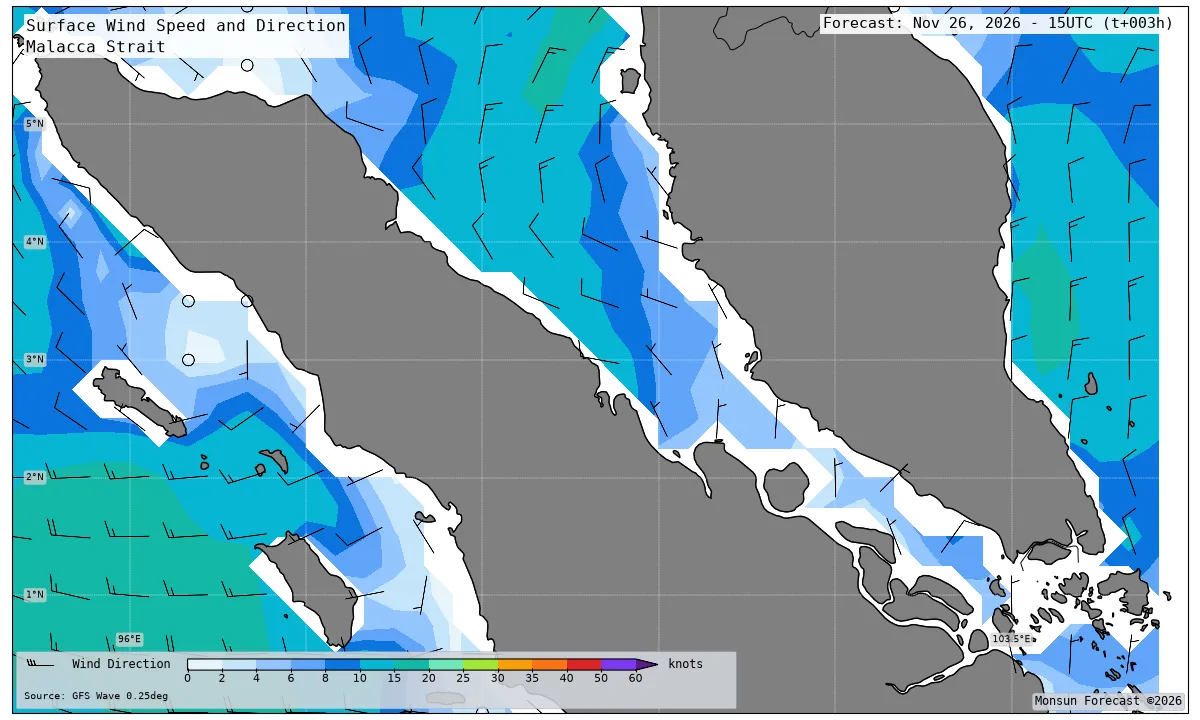 Surface Wind Speed and Direction
Malacca Strait
Forecast: Nov 26, 2026 - 15UTC (t+003h)
5°N
4°N
3°N
2°N
1°N
96°E
103.5°E
Wind Direction
knots
0 2 4 6 8 10 15 20 25 30 35 40 50 60
Source: GFS Wave 0.25deg
Monsun Forecast ©2026